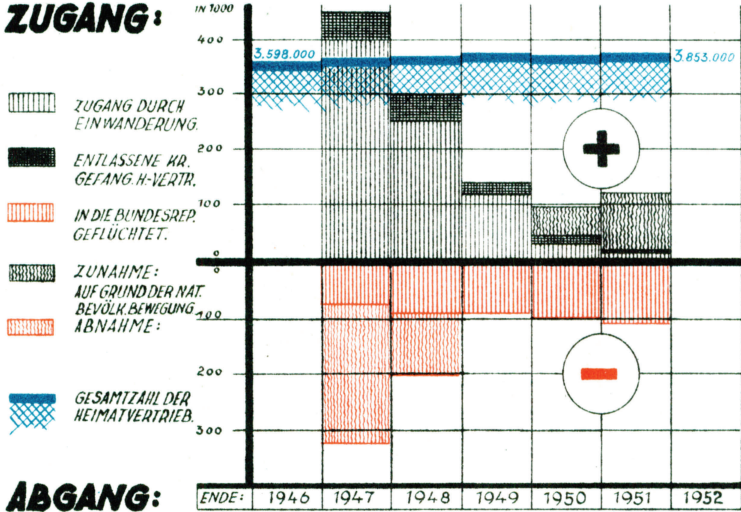 ZUGANG:
ZUGANG DURCH
EINWANDERUNG.
ENTLASSENE KR.
GEFANG. H-VERTR.
IN DIE BUNDESREP.
GEFLÜCHTET.
ZUNAHME:
AUF GRUND DER NAT.
BEVÖLK. BEWEGUNG
ABNAHME:
GESAMTZAHL DER
HEIMATVERTRIEB.
ABGANG:
IN 1000
400
300
200
100
0
0
100
200
300
3.598.000
3.853.000
ENDE: 1946 1947 1948 1949 1950 1951 1952